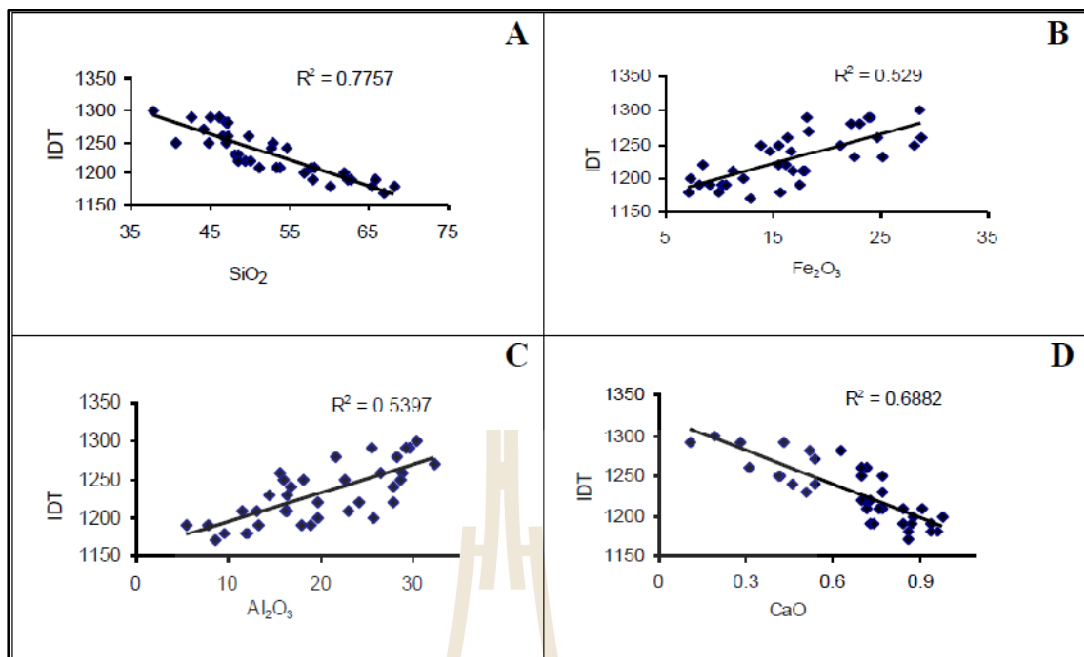 A
R² = 0.7757
1350
1300
1250
1200
1150
IDT
35 45 55 65 75
SiO2
B
R² = 0.529
1350
1300
1250
1200
1150
IDT
5 15 25 35
Fe₂O₃
C
R² = 0.5397
1350
1300
1250
1200
1150
IDT
0 10 20 30
Al₂O₃
D
R² = 0.6882
1350
1300
1250
1200
1150
IDT
0 0.3 0.6 0.9
CaO